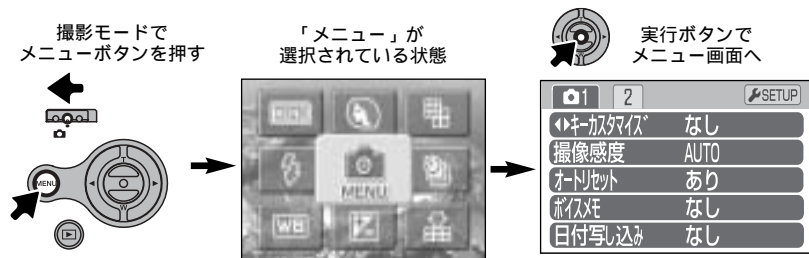 撮影モードで
メニューボタンを押す
MENU
T
W
「メニュー」が
選択されている状態
MENU
WB
実行ボタンで
メニュー画面へ
1 2 SETUP
キーカスタマイズ なし
撮像感度 AUTO
オートリセット あり
ボイスメモ なし
日付写し込み なし